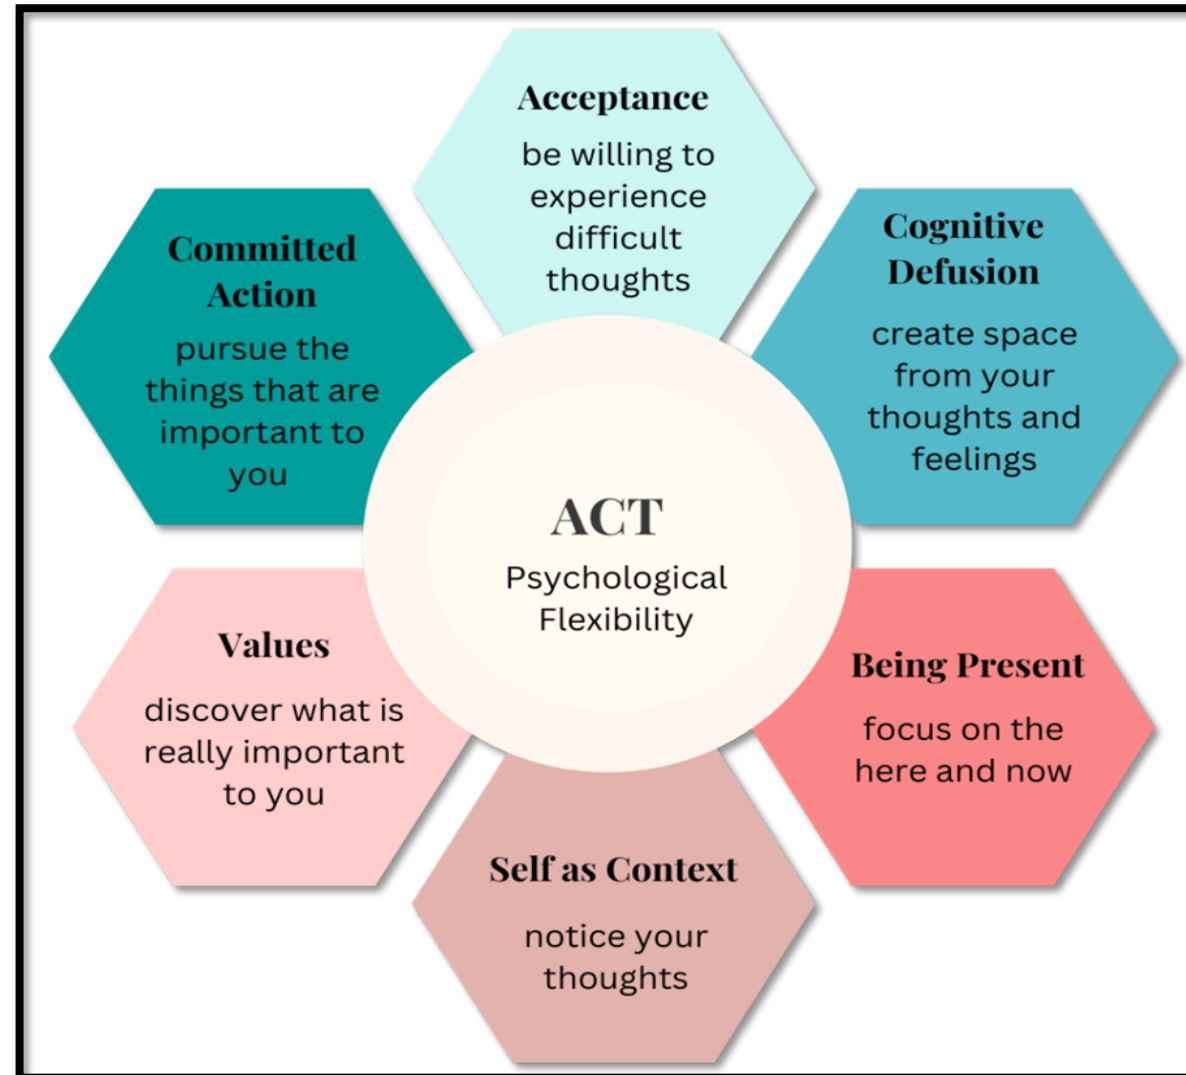 Acceptance
be willing to
experience
difficult
thoughts
Cognitive
Defusion
create space
from your
thoughts and
feelings
Being Present
focus on the
here and now
Self as Context
notice your
thoughts
Values
discover what is
really important
to you
Committed
Action
pursue the
things that are
important to
you
ACT
Psychological
Flexibility